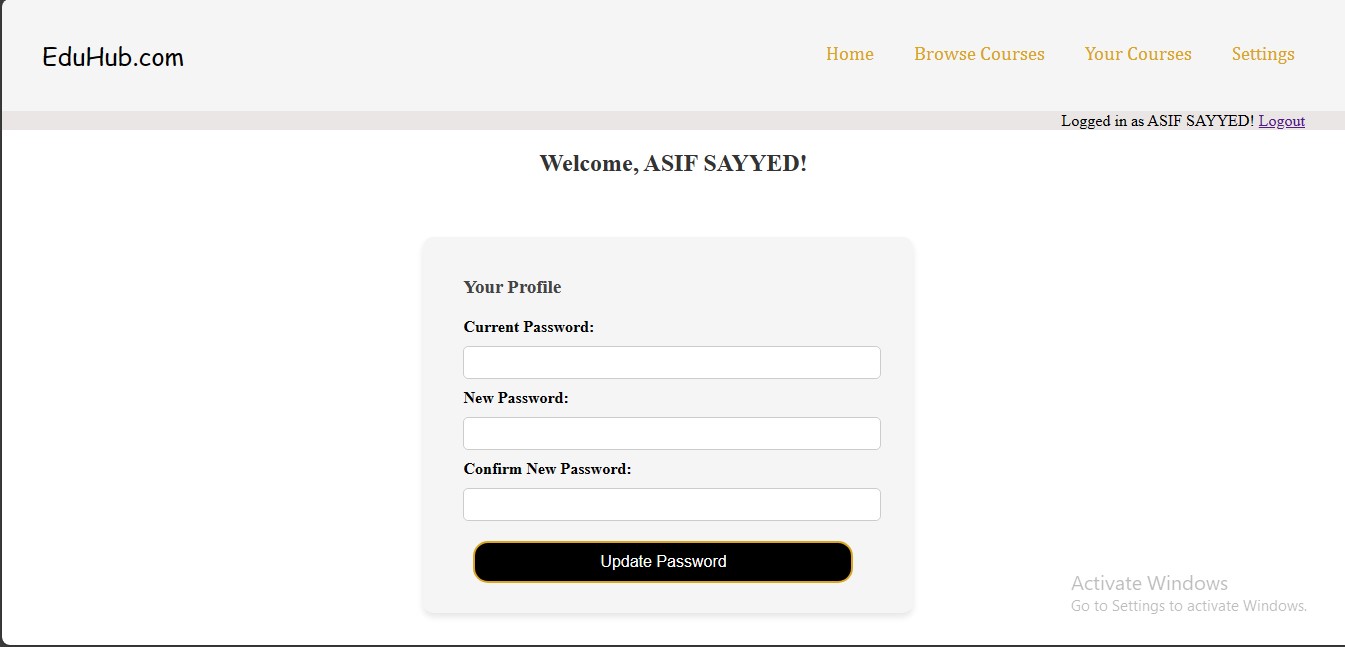 EduHub.com
Home Browse Courses Your Courses Settings
Logged in as ASIF SAYYED! Logout
Welcome, ASIF SAYYED!
Your Profile
Current Password:
New Password:
Confirm New Password:
Update Password
Activate Windows
Go to Settings to activate Windows.